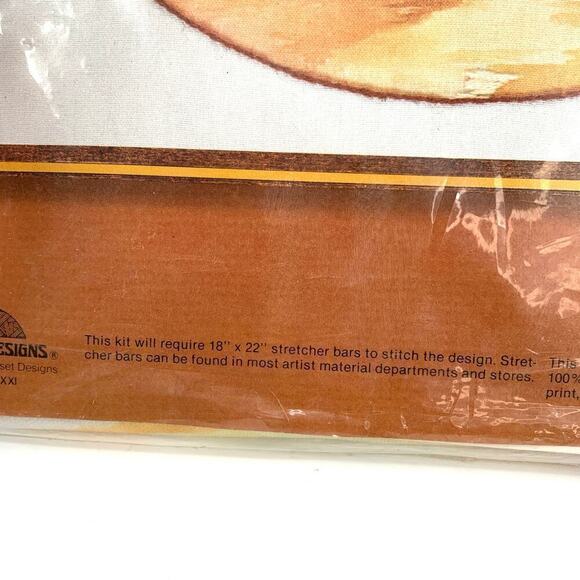 ESIGNS®
set Designs
XXI
This kit will require 18" x 22" stretcher bars to stitch the design. Stret-
cher bars can be found in most artist material departments and stores.
This
100%
print,